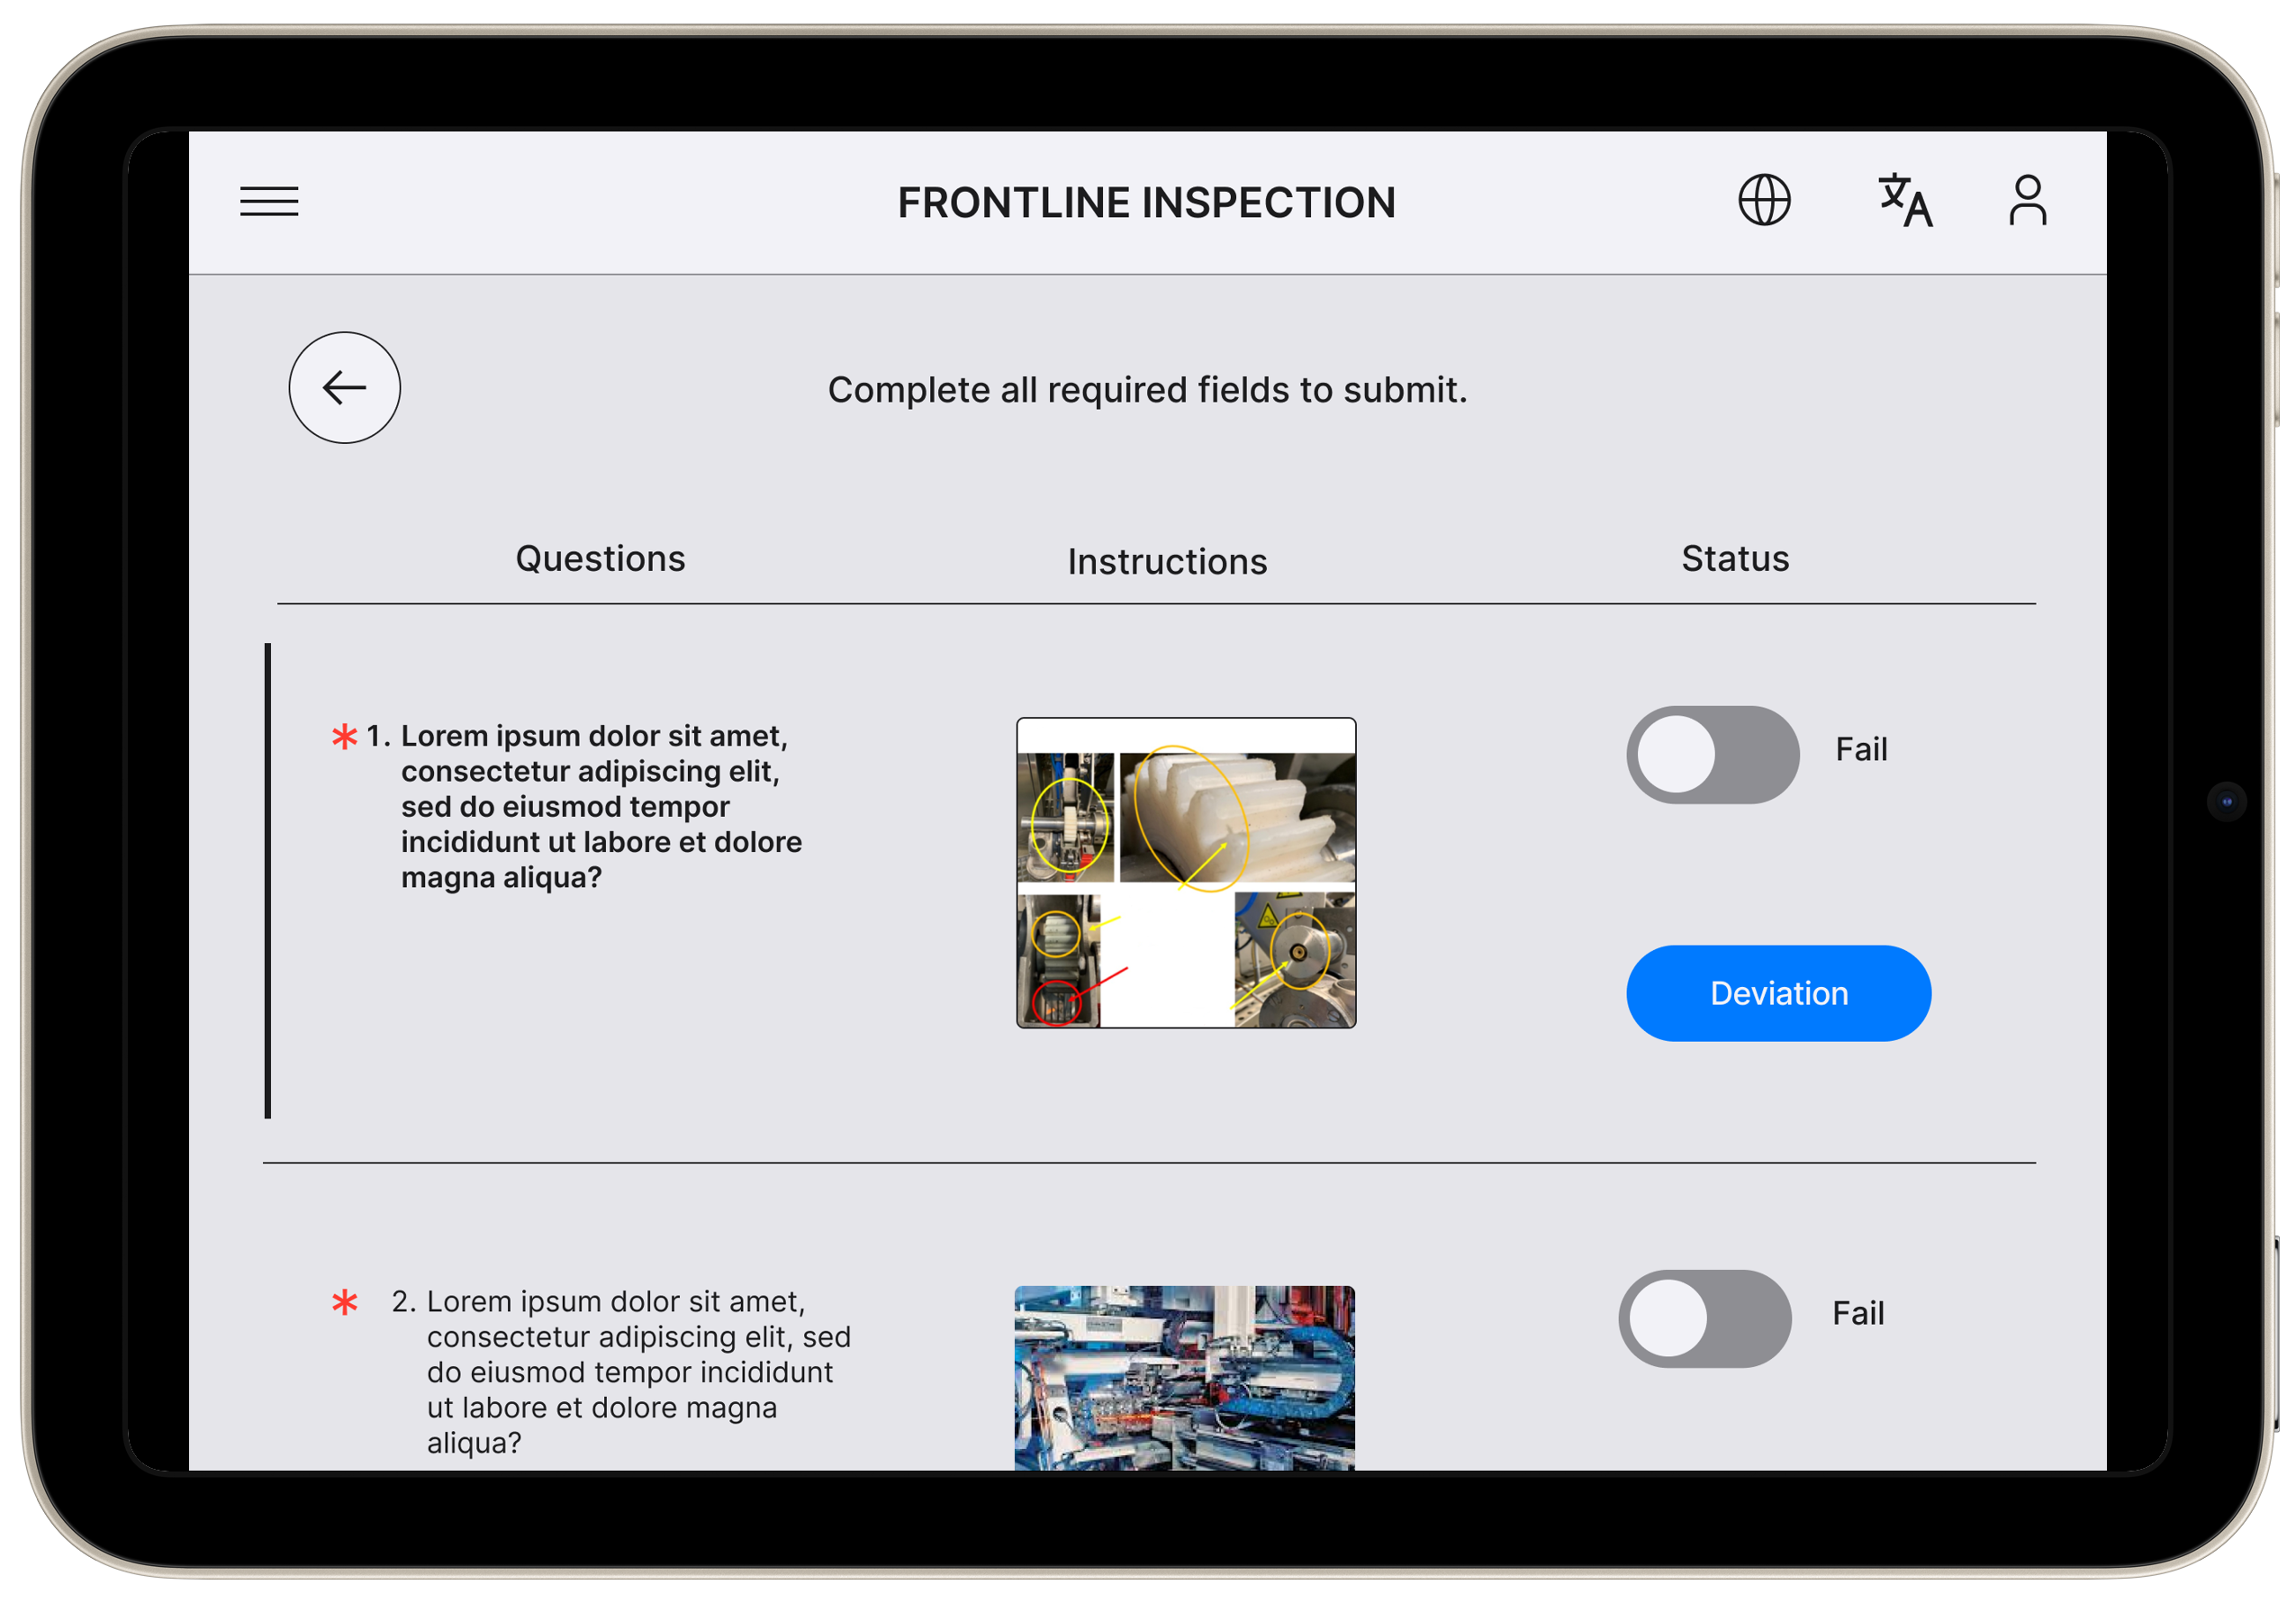 FRONTLINE INSPECTION
Complete all required fields to submit.
Questions
Instructions
Status
* 1. Lorem ipsum dolor sit amet,
consectetur adipiscing elit,
sed do eiusmod tempor
incididunt ut labore et dolore
magna aliqua?
Fail
Deviation
* 2. Lorem ipsum dolor sit amet,
consectetur adipiscing elit, sed
do eiusmod tempor incididunt
ut labore et dolore magna
aliqua?
Fail